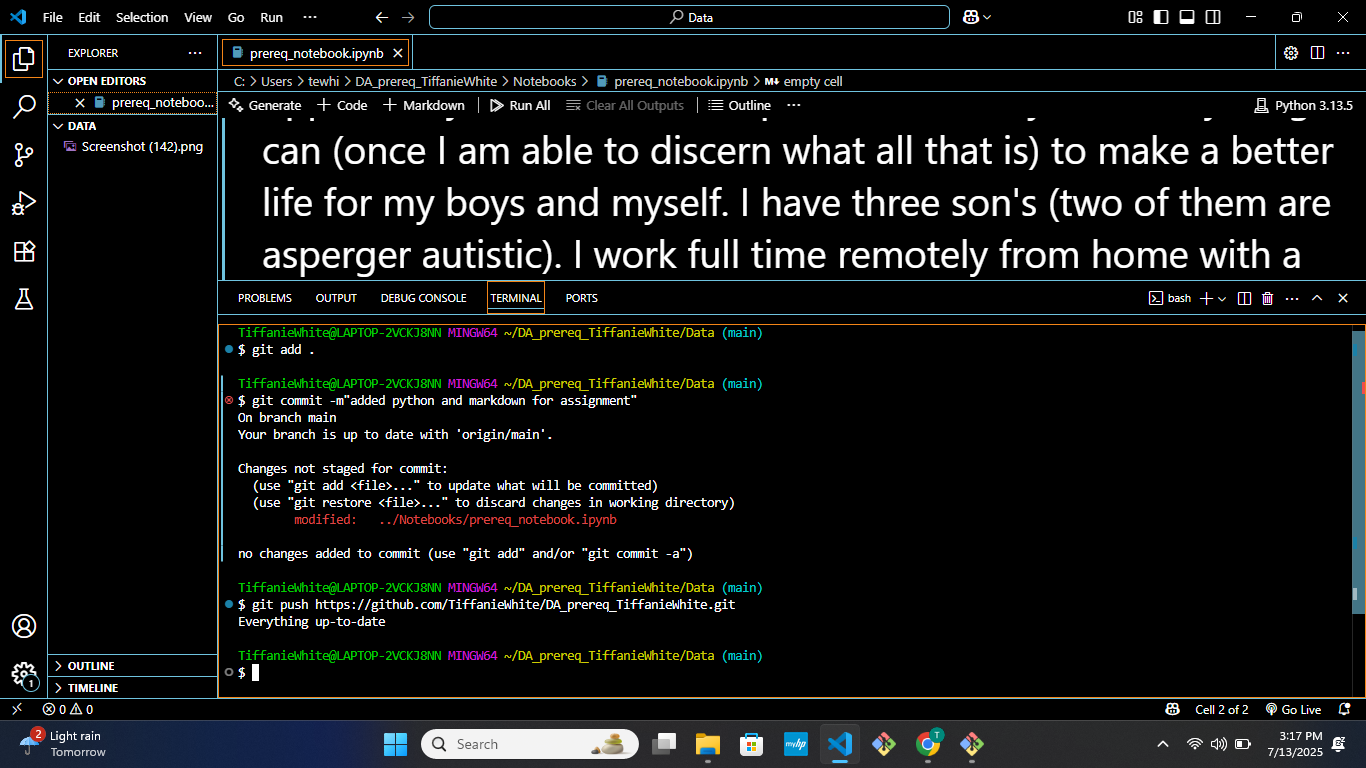 File Edit Selection View Go Run ···
Data
EXPLORER ···
prereq_notebook.ipynb
OPEN EDITORS
prereq_noteboo...
DATA
Screenshot (142).png
C: > Users > tewhi > DA_prereq_TiffanieWhite > Notebooks > prereq_notebook.ipynb > M↓ empty cell
Generate + Code + Markdown Run All Clear All Outputs Outline ··· Python 3.13.5
can (once I am able to discern what all that is) to make a better
life for my boys and myself. I have three son's (two of them are
asperger autistic). I work full time remotely from home with a
PROBLEMS OUTPUT DEBUG CONSOLE TERMINAL PORTS bash
TiffanieWhite@LAPTOP-2VCKJ8NN MINGW64 ~/DA_prereq_TiffanieWhite/Data (main)
$ git add .
TiffanieWhite@LAPTOP-2VCKJ8NN MINGW64 ~/DA_prereq_TiffanieWhite/Data (main)
$ git commit -m"added python and markdown for assignment"
On branch main
Your branch is up to date with 'origin/main'.
Changes not staged for commit:
(use "git add <file>..." to update what will be committed)
(use "git restore <file>..." to discard changes in working directory)
modified: ../Notebooks/prereq_notebook.ipynb
no changes added to commit (use "git add" and/or "git commit -a")
TiffanieWhite@LAPTOP-2VCKJ8NN MINGW64 ~/DA_prereq_TiffanieWhite/Data (main)
$ git push https://github.com/TiffanieWhite/DA_prereq_TiffanieWhite.git
Everything up-to-date
TiffanieWhite@LAPTOP-2VCKJ8NN MINGW64 ~/DA_prereq_TiffanieWhite/Data (main)
$
OUTLINE
TIMELINE
1
0 0 Cell 2 of 2 Go Live
2 Light rain
Tomorrow
Search
myhp
T
3:17 PM
7/13/2025